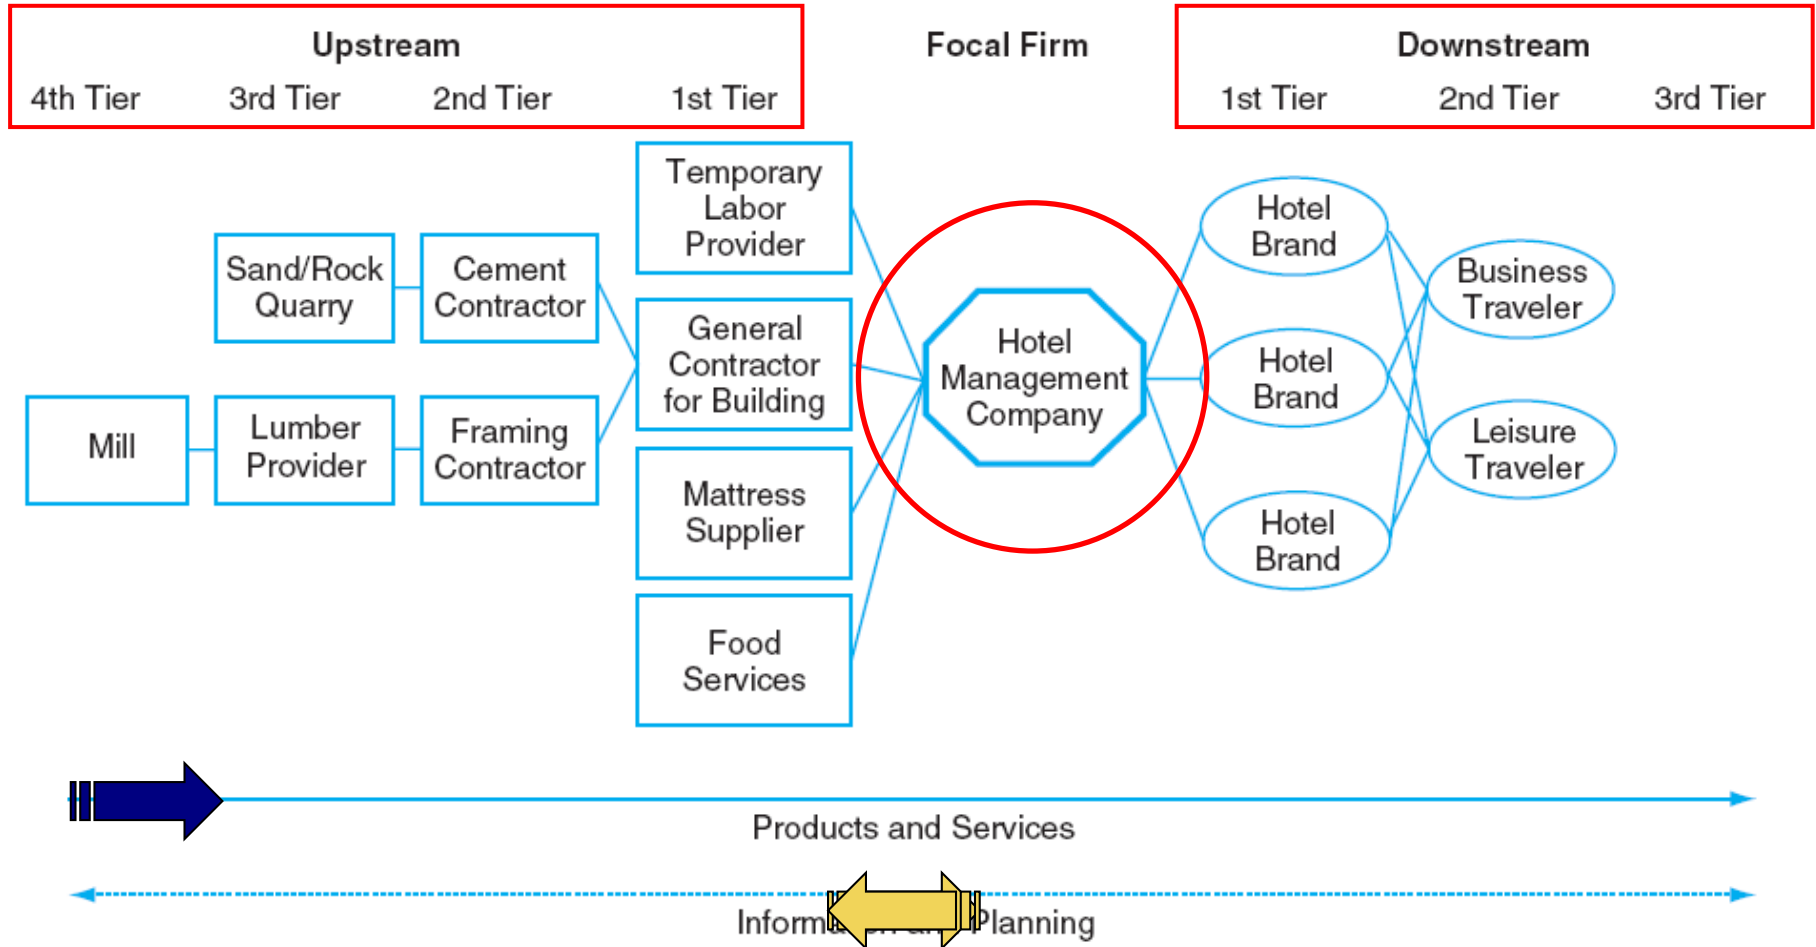 Upstream
Focal Firm
Downstream
4th Tier
3rd Tier
2nd Tier
1st Tier
1st Tier
2nd Tier
3rd Tier
Temporary
Labor
Provider
Sand/Rock
Quarry
Cement
Contractor
General
Contractor
for Building
Mill
Lumber
Provider
Framing
Contractor
Mattress
Supplier
Food
Services
Hotel
Management
Company
Hotel
Brand
Hotel
Brand
Hotel
Brand
Business
Traveler
Leisure
Traveler
Products and Services
Planning